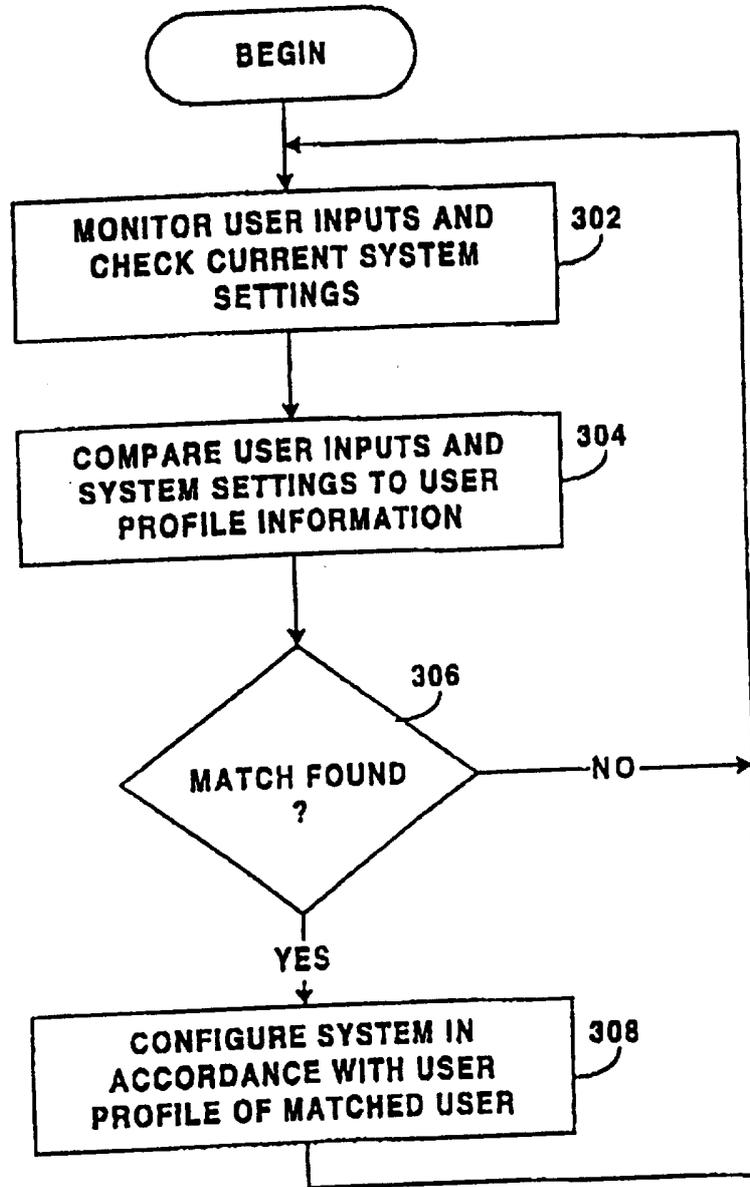 BEGIN
MONITOR USER INPUTS AND
CHECK CURRENT SYSTEM
SETTINGS
302
COMPARE USER INPUTS AND
SYSTEM SETTINGS TO USER
PROFILE INFORMATION
304
306
MATCH FOUND
?
NO
YES
CONFIGURE SYSTEM IN
ACCORDANCE WITH USER
PROFILE OF MATCHED USER
308